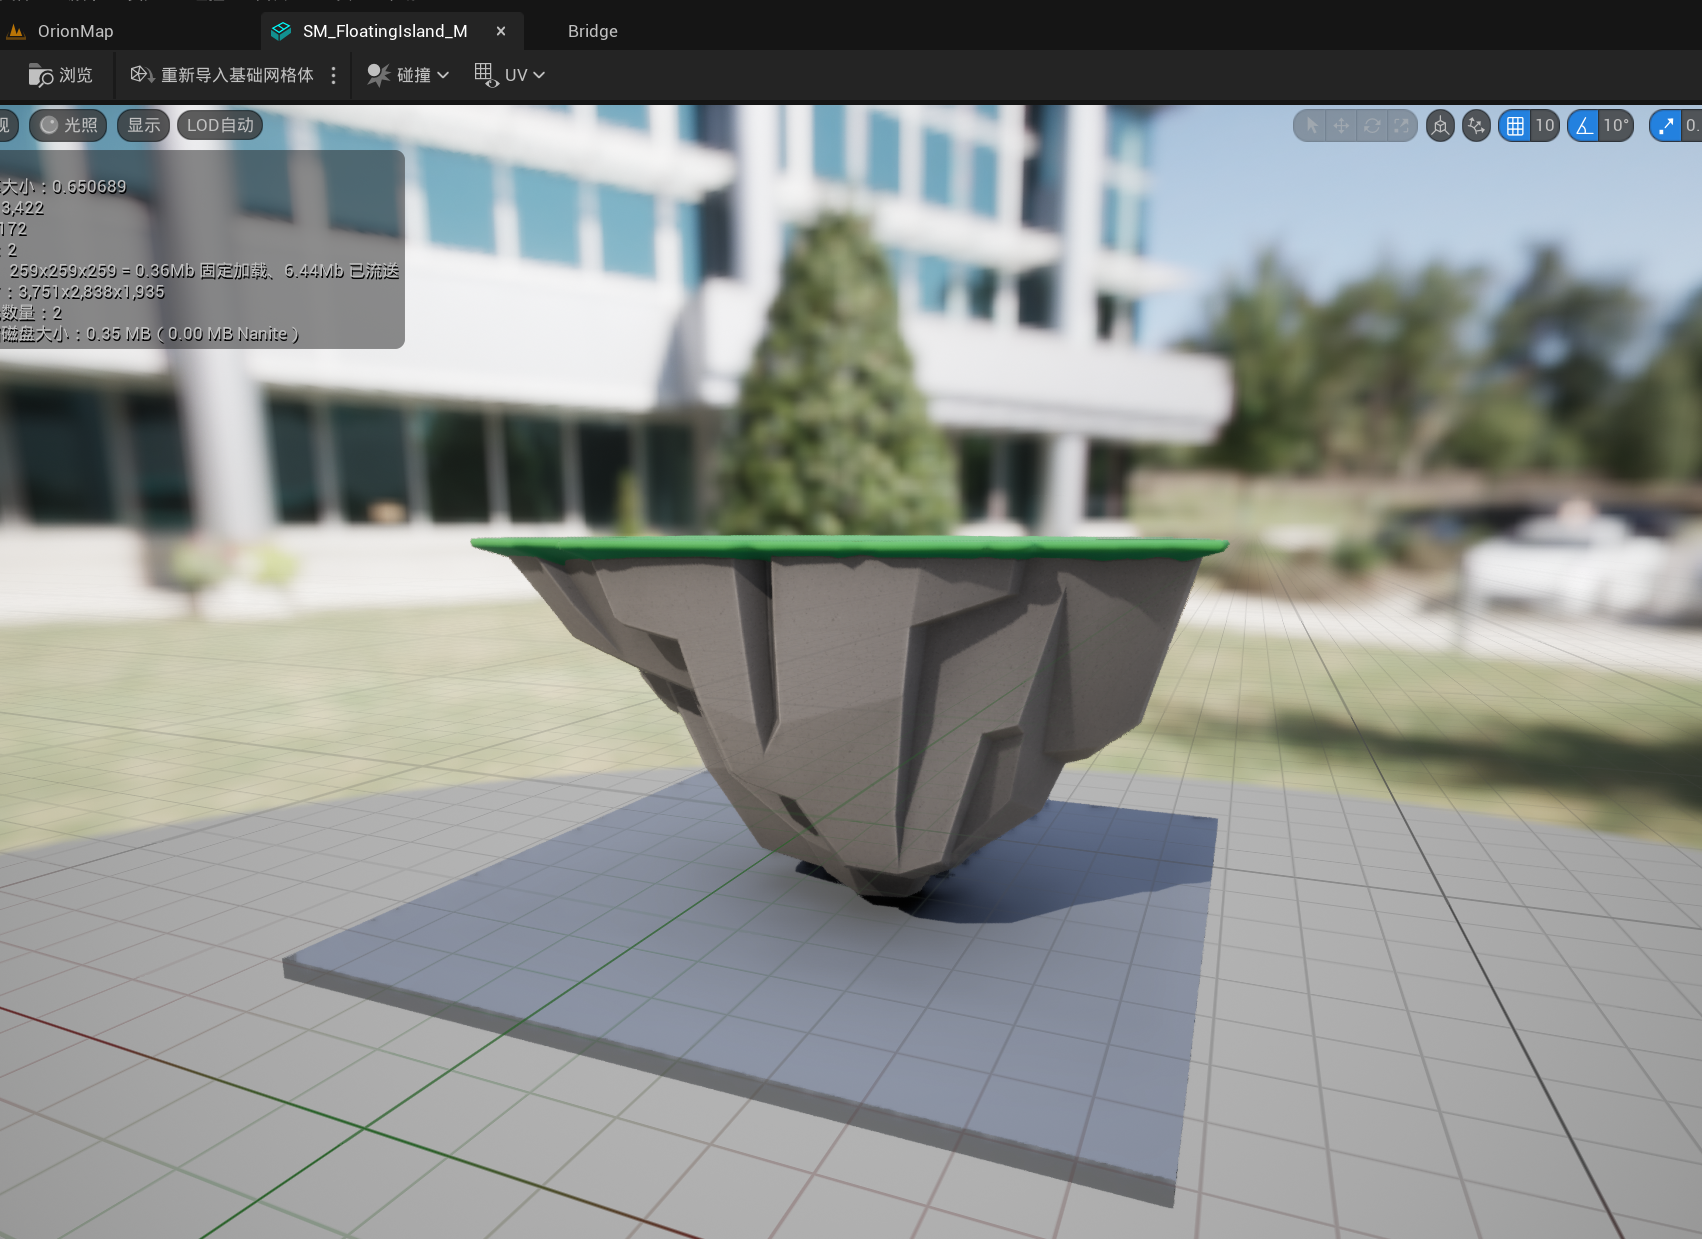 OrionMap
SM_FloatingIsland_M
Bridge
浏览
重新导入基础网格体
碰撞
UV
视
光照
显示
LOD自动
10
10°
0.
大小：0.650689
3,422
172
: 2
259x259x259 = 0.36Mb 固定加载、6.44Mb 已流送
: 3,751x2,838x1,935
数量：2
磁盘大小：0.35 MB ( 0.00 MB Nanite )